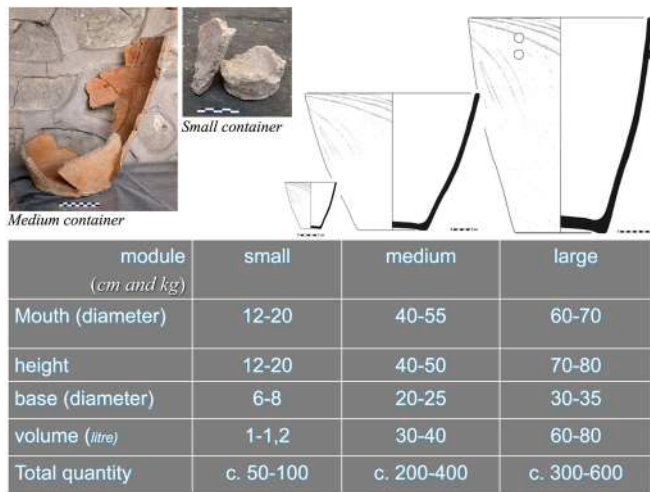 Small container
Medium container
module (cm and kg) small medium large
Mouth (diameter) 12-20 40-55 60-70
height 12-20 40-50 70-80
base (diameter) 6-8 20-25 30-35
volume (litre) 1-1,2 30-40 60-80
Total quantity c. 50-100 c. 200-400 c. 300-600